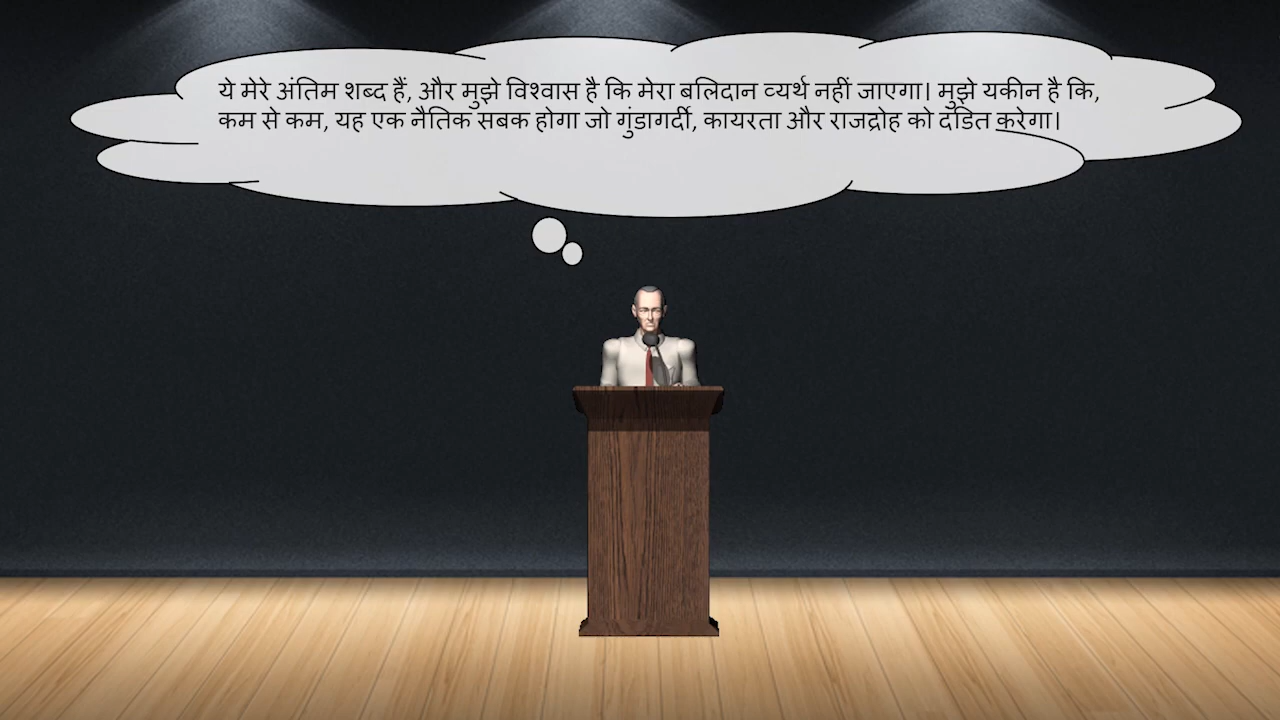 ये मेरे अंतिम शब्द हैं, और मुझे विश्वास है कि मेरा बलिदान व्यर्थ नहीं जाएगा। मुझे यकीन है कि,
कम से कम, यह एक नैतिक सबक होगा जो गुंडागर्दी, कायरता और राजद्रोह को दंडित करेगा।